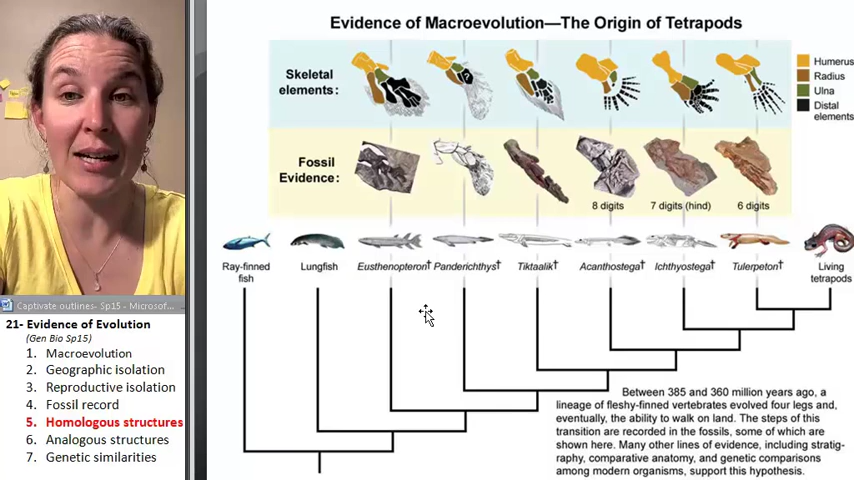 Evidence of Macroevolution—The Origin of Tetrapods
Skeletal
elements:
Humerus
Radius
Ulna
Distal
elements
?
Fossil
Evidence:
8 digits
7 digits (hind)
6 digits
Ray-finned
fish
Lungfish
Eusthenopteron†
Panderichthys†
Tiktaalik†
Acanthostega†
Ichthyostega†
Tulerpeton†
Living
tetrapods
Between 385 and 360 million years ago, a
lineage of fleshy-finned vertebrates evolved four legs and,
eventually, the ability to walk on land. The steps of this
transition are recorded in the fossils, some of which are
shown here. Many other lines of evidence, including stratig-
raphy, comparative anatomy, and genetic comparisons
among modern organisms, support this hypothesis.
Captivate outlines- Sp15 - Microsof...
21- Evidence of Evolution
(Gen Bio Sp15)
1. Macroevolution
2. Geographic isolation
3. Reproductive isolation
4. Fossil record
5. Homologous structures
6. Analogous structures
7. Genetic similarities